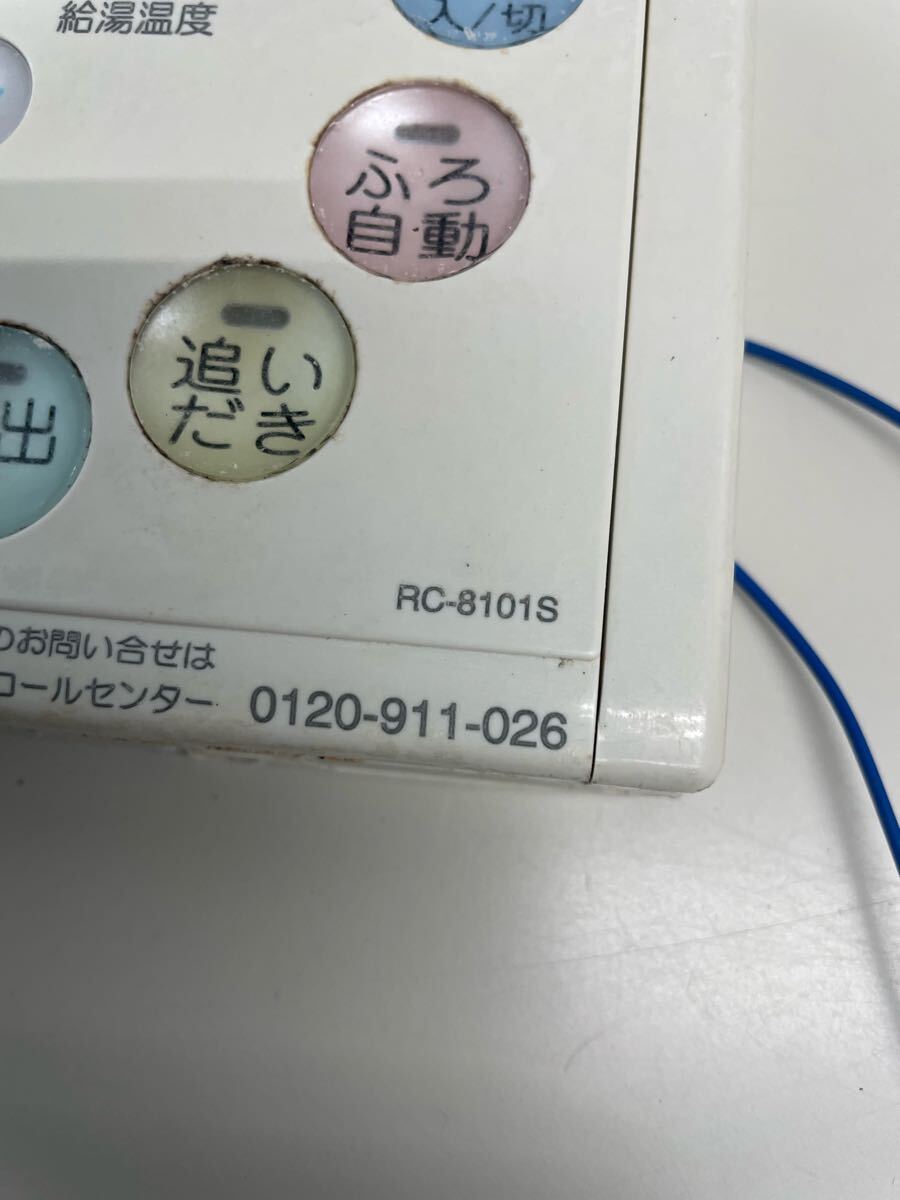 給湯温度
入/切
ふろ
自動
追い
だき
出
RC-8101S
のお問い合せは
コールセンター 0120-911-026